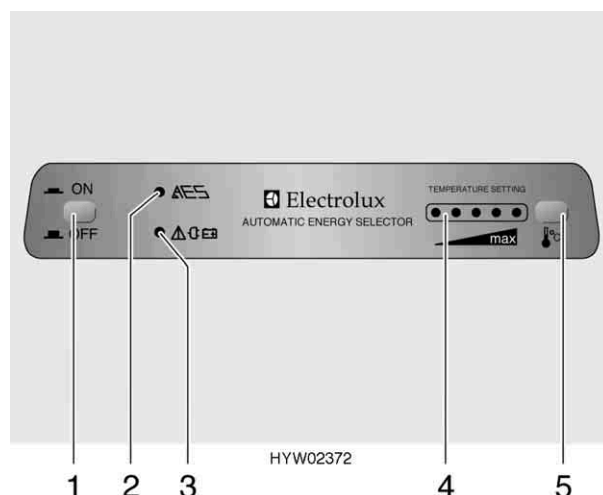 ON
OFF
AES
Electrolux
AUTOMATIC ENERGY SELECTOR
TEMPERATURE SETTING
max
°C
HYW02372
1 2 3 4 5